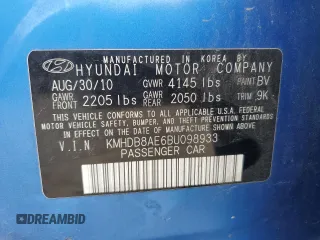 MANUFACTURED IN KOREA BY
HYUNDAI MOTOR COMPANY
AUG/30/10 GVWR 4145 lbs PAINT BV
GAWR FRONT 2205 lbs GAWR REAR 2050 lbs TRIM 9K
THIS VEHICLE CONFORMS TO ALL APPLICABLE U.S.A. FEDERAL
MOTOR VEHICLE SAFETY, BUMPER, AND THEFT PREVENTION
STANDARDS IN EFFECT ON THE DATE OF MANUFACTURE
SHOWN ABOVE.
V.I.N. KMHDB8AE6BU098933
PASSENGER CAR
DREAMBID